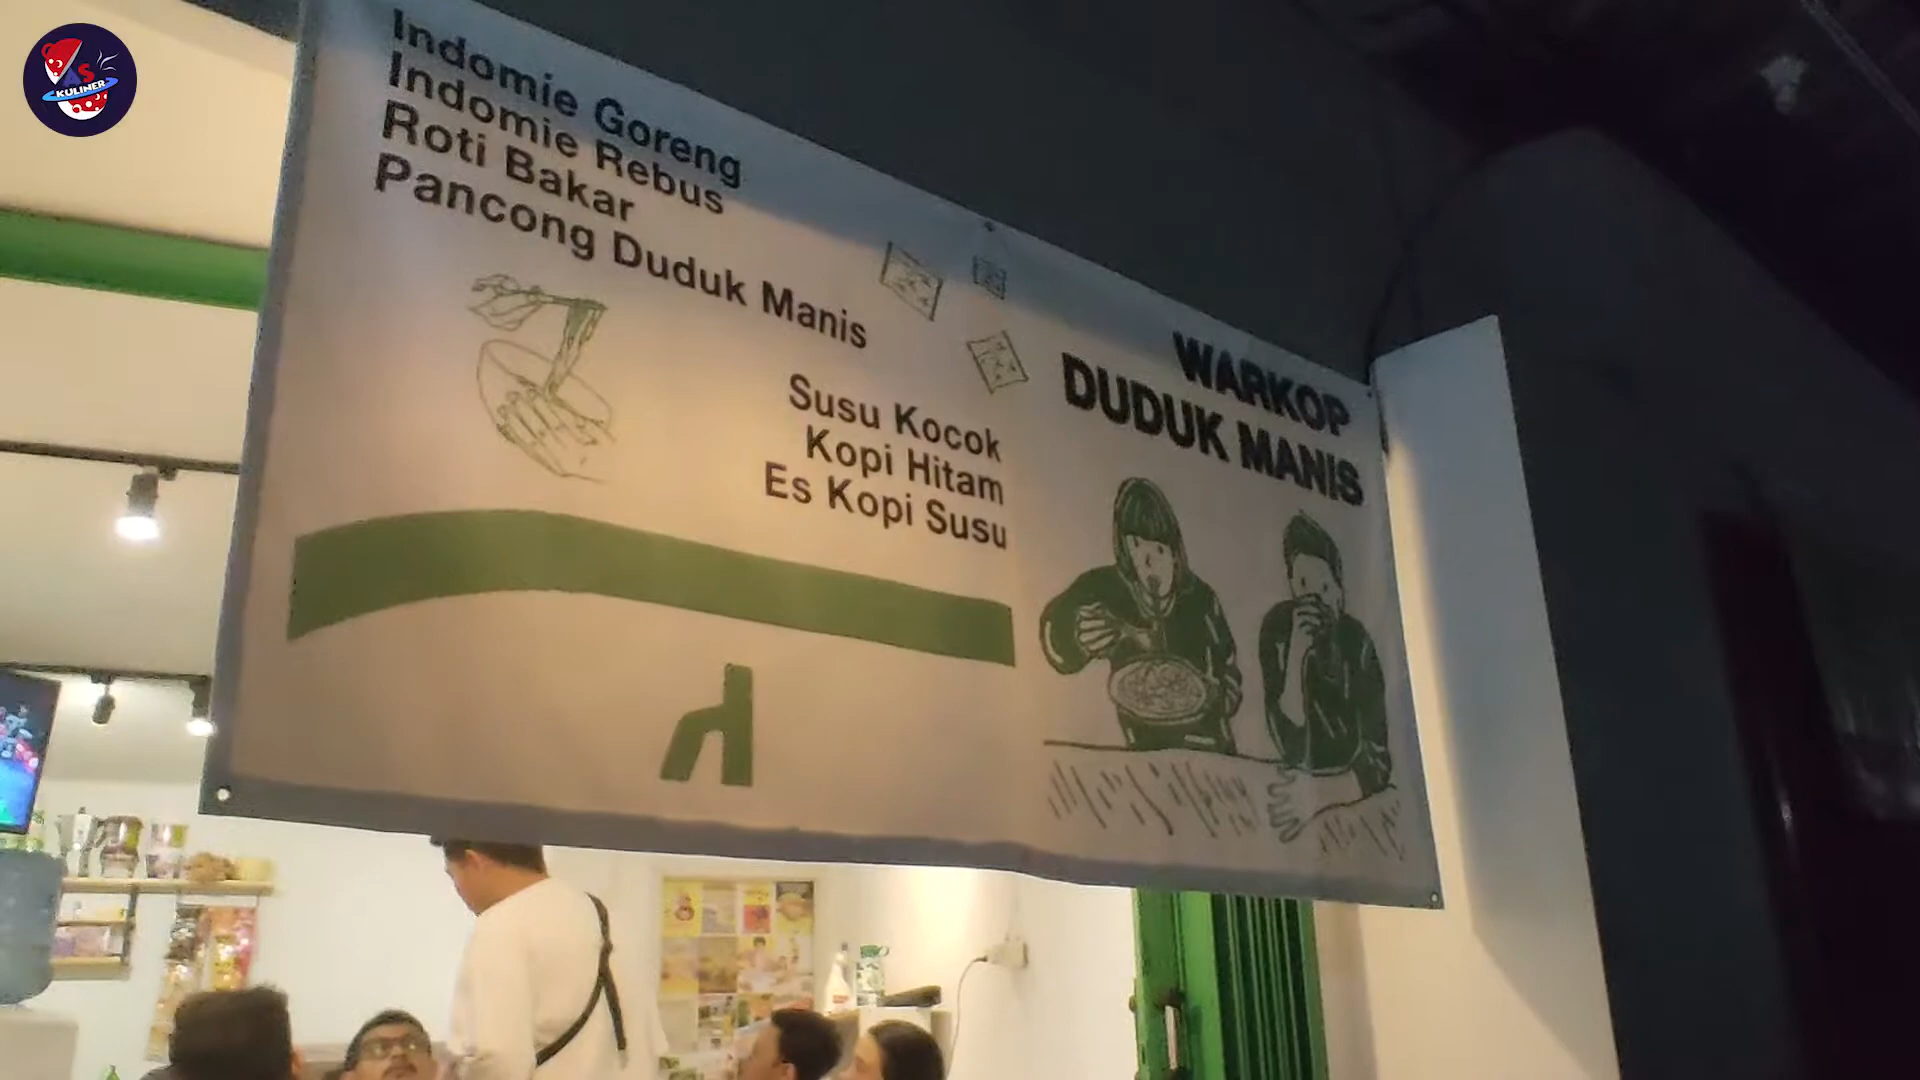 AS
KULINER
Indomie Goreng
Indomie Rebus
Roti Bakar
Pancong Duduk Manis
Susu Kocok
Kopi Hitam
Es Kopi Susu
WARKOP
DUDUK MANIS